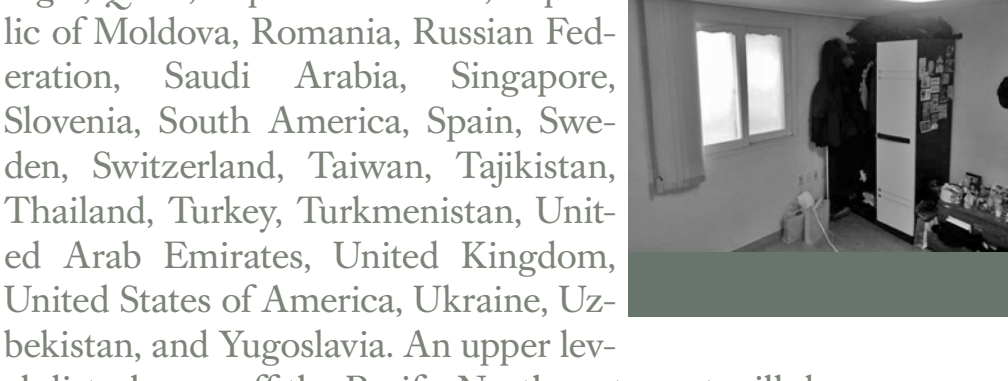 lic of Moldova, Romania, Russian Fed-
eration, Saudi Arabia, Singapore,
Slovenia, South America, Spain, Swe-
den, Switzerland, Taiwan, Tajikistan,
Thailand, Turkey, Turkmenistan, Unit-
ed Arab Emirates, United Kingdom,
United States of America, Ukraine, Uz-
bekistan, and Yugoslavia. An upper lev-